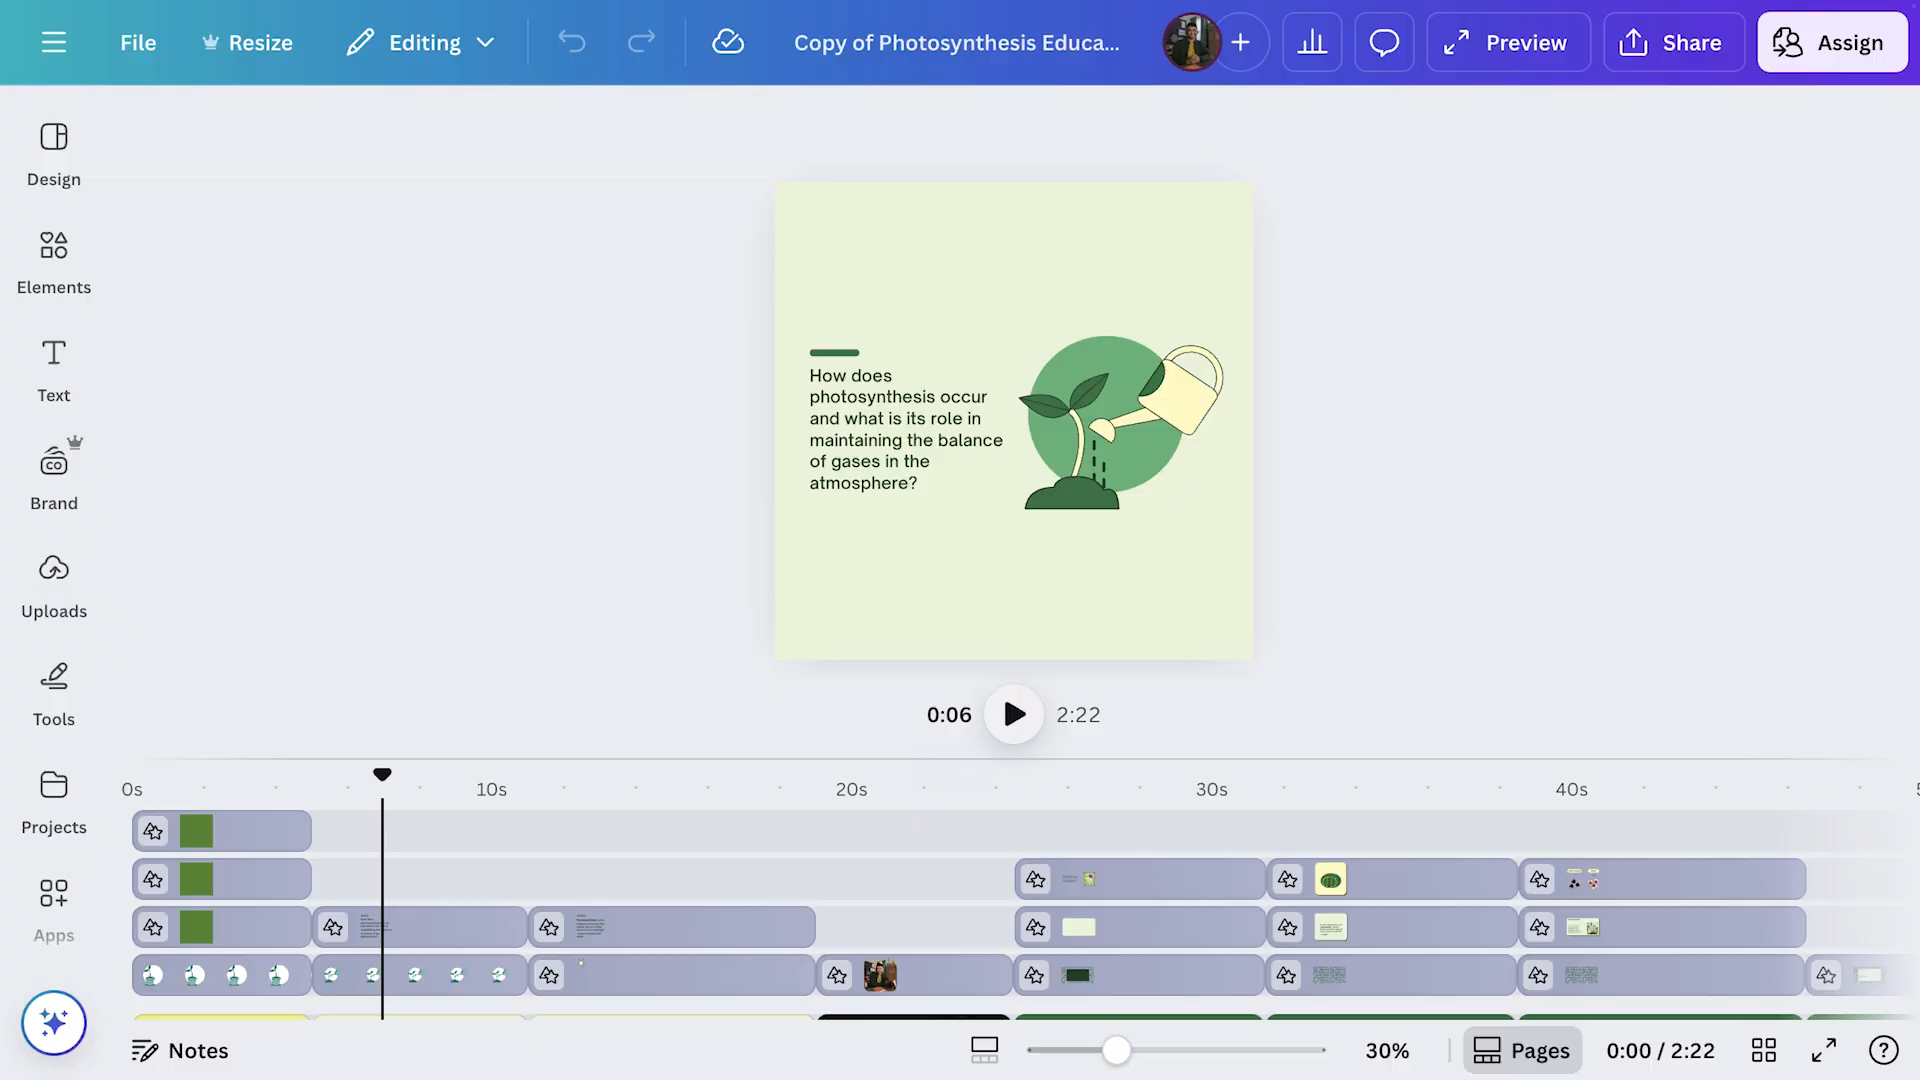 File
Resize
Editing
Copy of Photosynthesis Educa...
Preview
Share
Assign
Design
Elements
Text
CO
Brand
Uploads
Tools
Projects
Apps
How does
photosynthesis occur
and what is its role in
maintaining the balance
of gases in the
atmosphere?
0:06
2:22
0s
10s
20s
30s
40s
Notes
30%
Pages
0:00 / 2:22